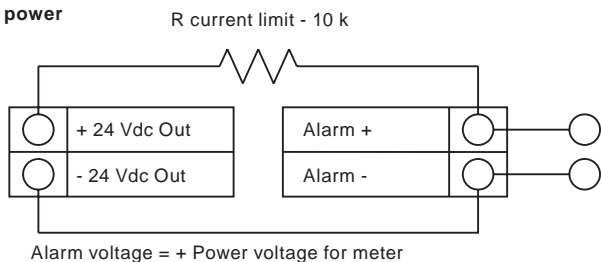 power
R current limit - 10 k
+ 24 Vdc Out
Alarm +
- 24 Vdc Out
Alarm -
Alarm voltage = + Power voltage for meter